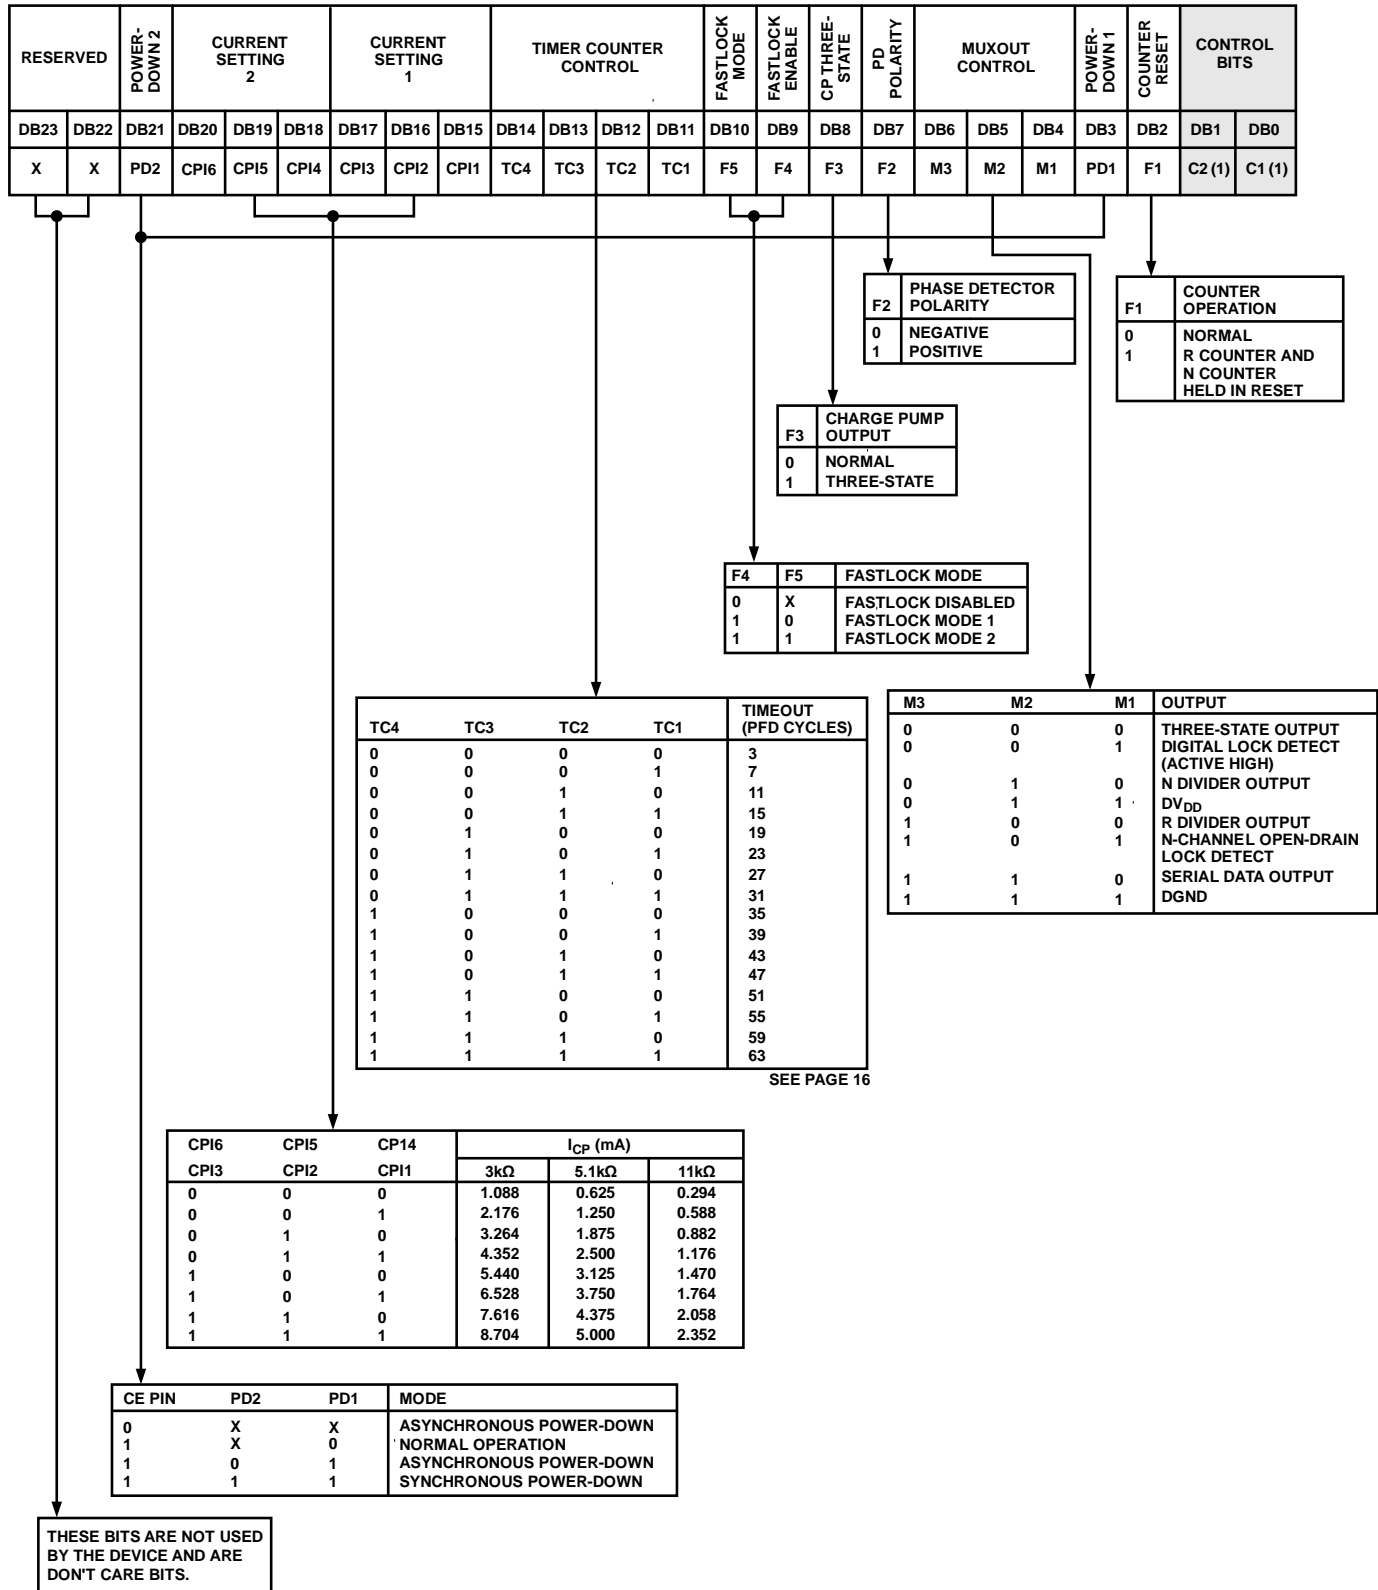 RESERVED
POWER-
DOWN 2
CURRENT
SETTING
2
CURRENT
SETTING
1
TIMER COUNTER
CONTROL
FASTLOCK
MODE
FASTLOCK
ENABLE
CP THREE-
STATE
PD
POLARITY
MUXOUT
CONTROL
POWER-
DOWN 1
COUNTER
RESET
CONTROL
BITS
DB23 DB22 DB21 DB20 DB19 DB18 DB17 DB16 DB15 DB14 DB13 DB12 DB11 DB10 DB9 DB8 DB7 DB6 DB5 DB4 DB3 DB2 DB1 DB0
X X PD2 CPI6 CPI5 CPI4 CPI3 CPI2 CPI1 TC4 TC3 TC2 TC1 F5 F4 F3 F2 M3 M2 M1 PD1 F1 C2 (1) C1 (1)
PHASE DETECTOR
F2 POLARITY
0 NEGATIVE
1 POSITIVE
COUNTER
F1 OPERATION
0 NORMAL
1 R COUNTER AND
N COUNTER
HELD IN RESET
CHARGE PUMP
F3 OUTPUT
0 NORMAL
1 THREE-STATE
F4 F5 FASTLOCK MODE
0 X FASTLOCK DISABLED
1 0 FASTLOCK MODE 1
1 1 FASTLOCK MODE 2
TIMEOUT
TC4 TC3 TC2 TC1 (PFD CYCLES)
0 0 0 0 3
0 0 0 1 7
0 0 1 0 11
0 0 1 1 15
0 1 0 0 19
0 1 0 1 23
0 1 1 0 27
0 1 1 1 31
1 0 0 0 35
1 0 0 1 39
1 0 1 0 43
1 0 1 1 47
1 1 0 0 51
1 1 0 1 55
1 1 1 0 59
1 1 1 1 63
SEE PAGE 16
M3 M2 M1 OUTPUT
0 0 0 THREE-STATE OUTPUT
0 0 1 DIGITAL LOCK DETECT
(ACTIVE HIGH)
0 1 0 N DIVIDER OUTPUT
0 1 1 DVDD
1 0 0 R DIVIDER OUTPUT
1 0 1 N-CHANNEL OPEN-DRAIN
LOCK DETECT
1 1 0 SERIAL DATA OUTPUT
1 1 1 DGND
CPI6 CPI5 CP14 ICP (mA)
CPI3 CPI2 CPI1 3kΩ 5.1kΩ 11kΩ
0 0 0 1.088 0.625 0.294
0 0 1 2.176 1.250 0.588
0 1 0 3.264 1.875 0.882
0 1 1 4.352 2.500 1.176
1 0 0 5.440 3.125 1.470
1 0 1 6.528 3.750 1.764
1 1 0 7.616 4.375 2.058
1 1 1 8.704 5.000 2.352
CE PIN PD2 PD1 MODE
0 X X ASYNCHRONOUS POWER-DOWN
1 X 0 NORMAL OPERATION
1 0 1 ASYNCHRONOUS POWER-DOWN
1 1 1 SYNCHRONOUS POWER-DOWN
THESE BITS ARE NOT USED
BY THE DEVICE AND ARE
DON'T CARE BITS.